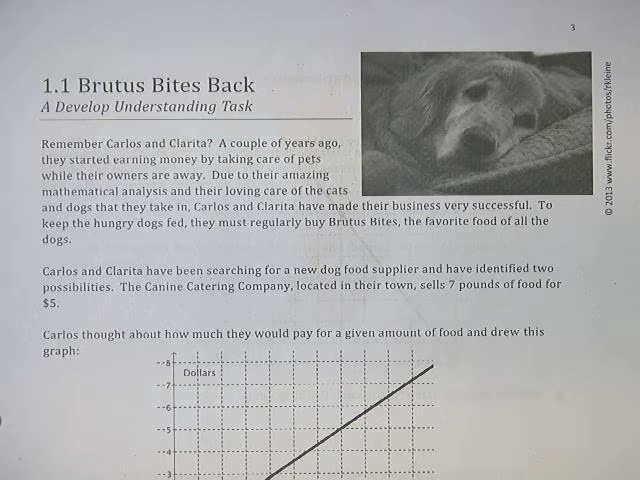 3
1.1 Brutus Bites Back
A Develop Understanding Task
© 2013 www.flickr.com/photos/rkleine
Remember Carlos and Clarita? A couple of years ago,
they started earning money by taking care of pets
while their owners are away. Due to their amazing
mathematical analysis and their loving care of the cats
and dogs that they take in, Carlos and Clarita have made their business very successful. To
keep the hungry dogs fed, they must regularly buy Brutus Bites, the favorite food of all the
dogs.
Carlos and Clarita have been searching for a new dog food supplier and have identified two
possibilities. The Canine Catering Company, located in their town, sells 7 pounds of food for
$5.
Carlos thought about how much they would pay for a given amount of food and drew this
graph:
8
Dollars
7
6
5
4
3